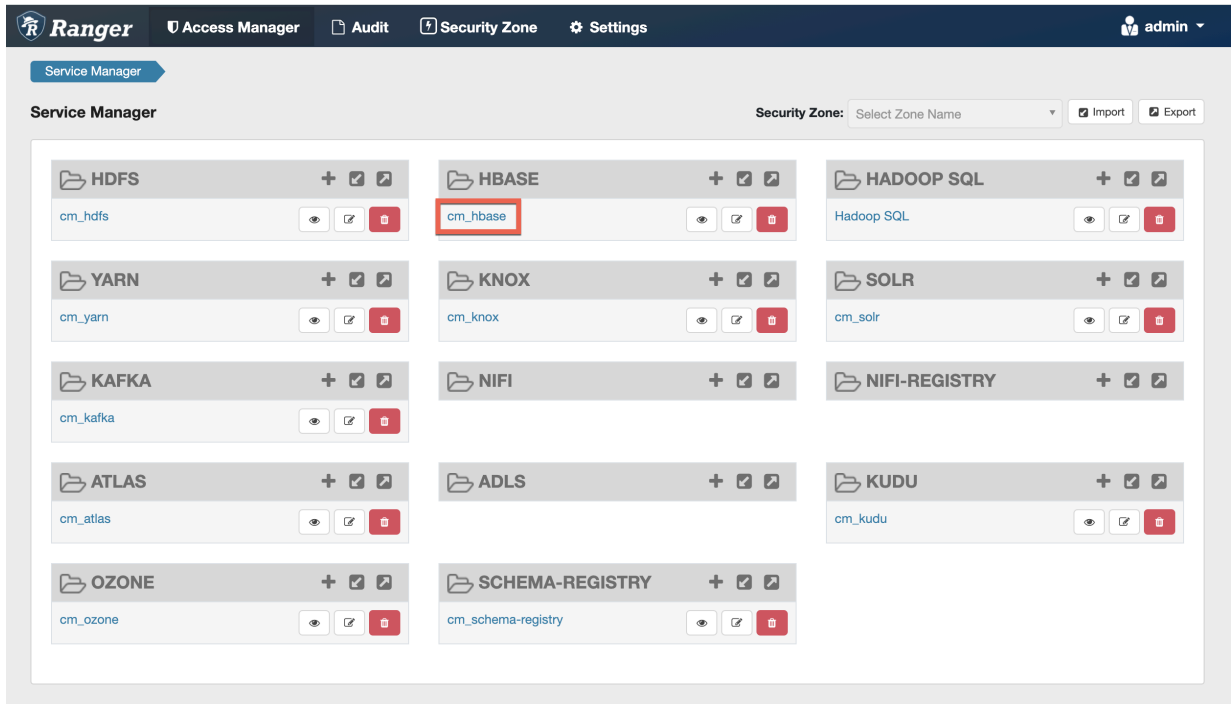 Ranger Access Manager Audit Security Zone Settings admin
Service Manager
Service Manager Security Zone: Select Zone Name Import Export
HDFS HBASE HADOOP SQL
cm_hdfs cm_hbase Hadoop SQL
YARN KNOX SOLR
cm_yarn cm_knox cm_solr
KAFKA NIFI NIFI-REGISTRY
cm_kafka
ATLAS ADLS KUDU
cm_atlas cm_kudu
OZONE SCHEMA-REGISTRY
cm_ozone cm_schema-registry